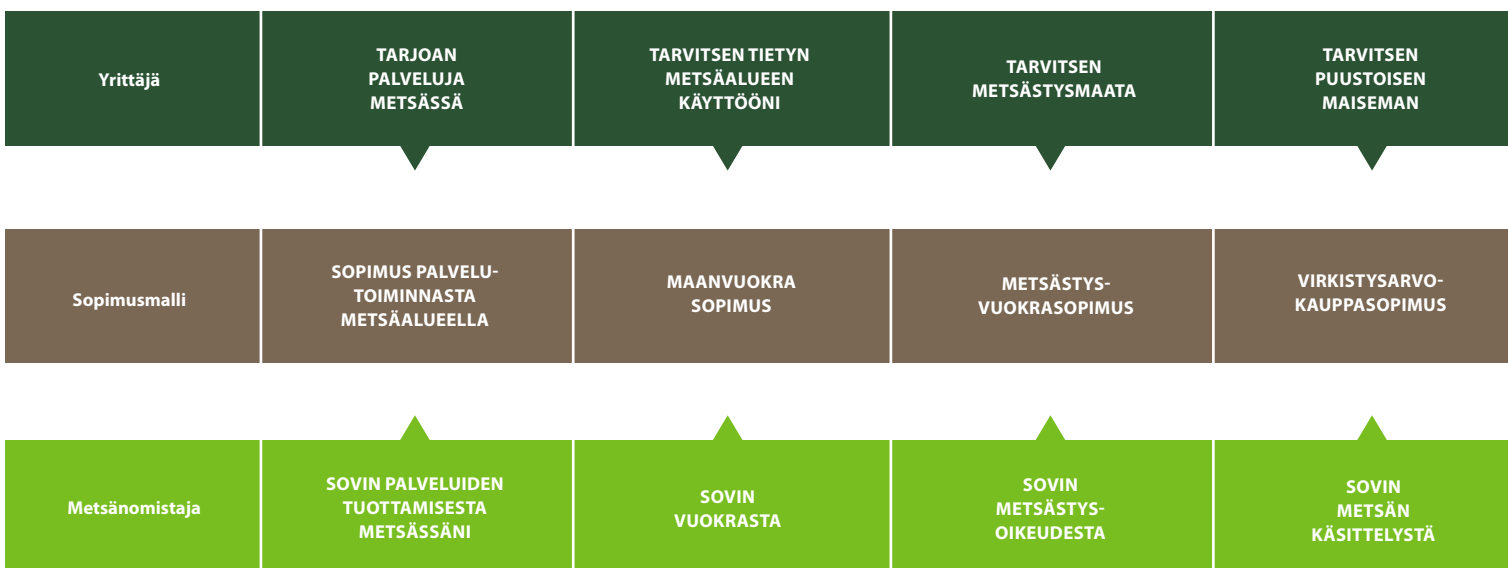 Yrittäjä
TARJOAN
PALVELUJA
METSÄSSÄ
TARVITSEN TIETYN
METSÄALUEEN
KÄYTTÖÖNI
TARVITSEN
METSÄSTYSMAATA
TARVITSEN
PUUSTOISEN
MAISEMAN
Sopimusmalli
SOPIMUS PALVELU-
TOIMINNASTA
METSÄALUEELLA
MAANVUOKRA
SOPIMUS
METSÄSTYS-
VUOKRASOPIMUS
VIRKISTYSARVO-
KAUPPASOPIMUS
Metsänomistaja
SOVIN PALVELUIDEN
TUOTTAMISESTA
METSÄSSÄNI
SOVIN
VUOKRASTA
SOVIN
METSÄSTYS-
OIKEUDESTA
SOVIN
METSÄN
KÄSITTELYSTÄ